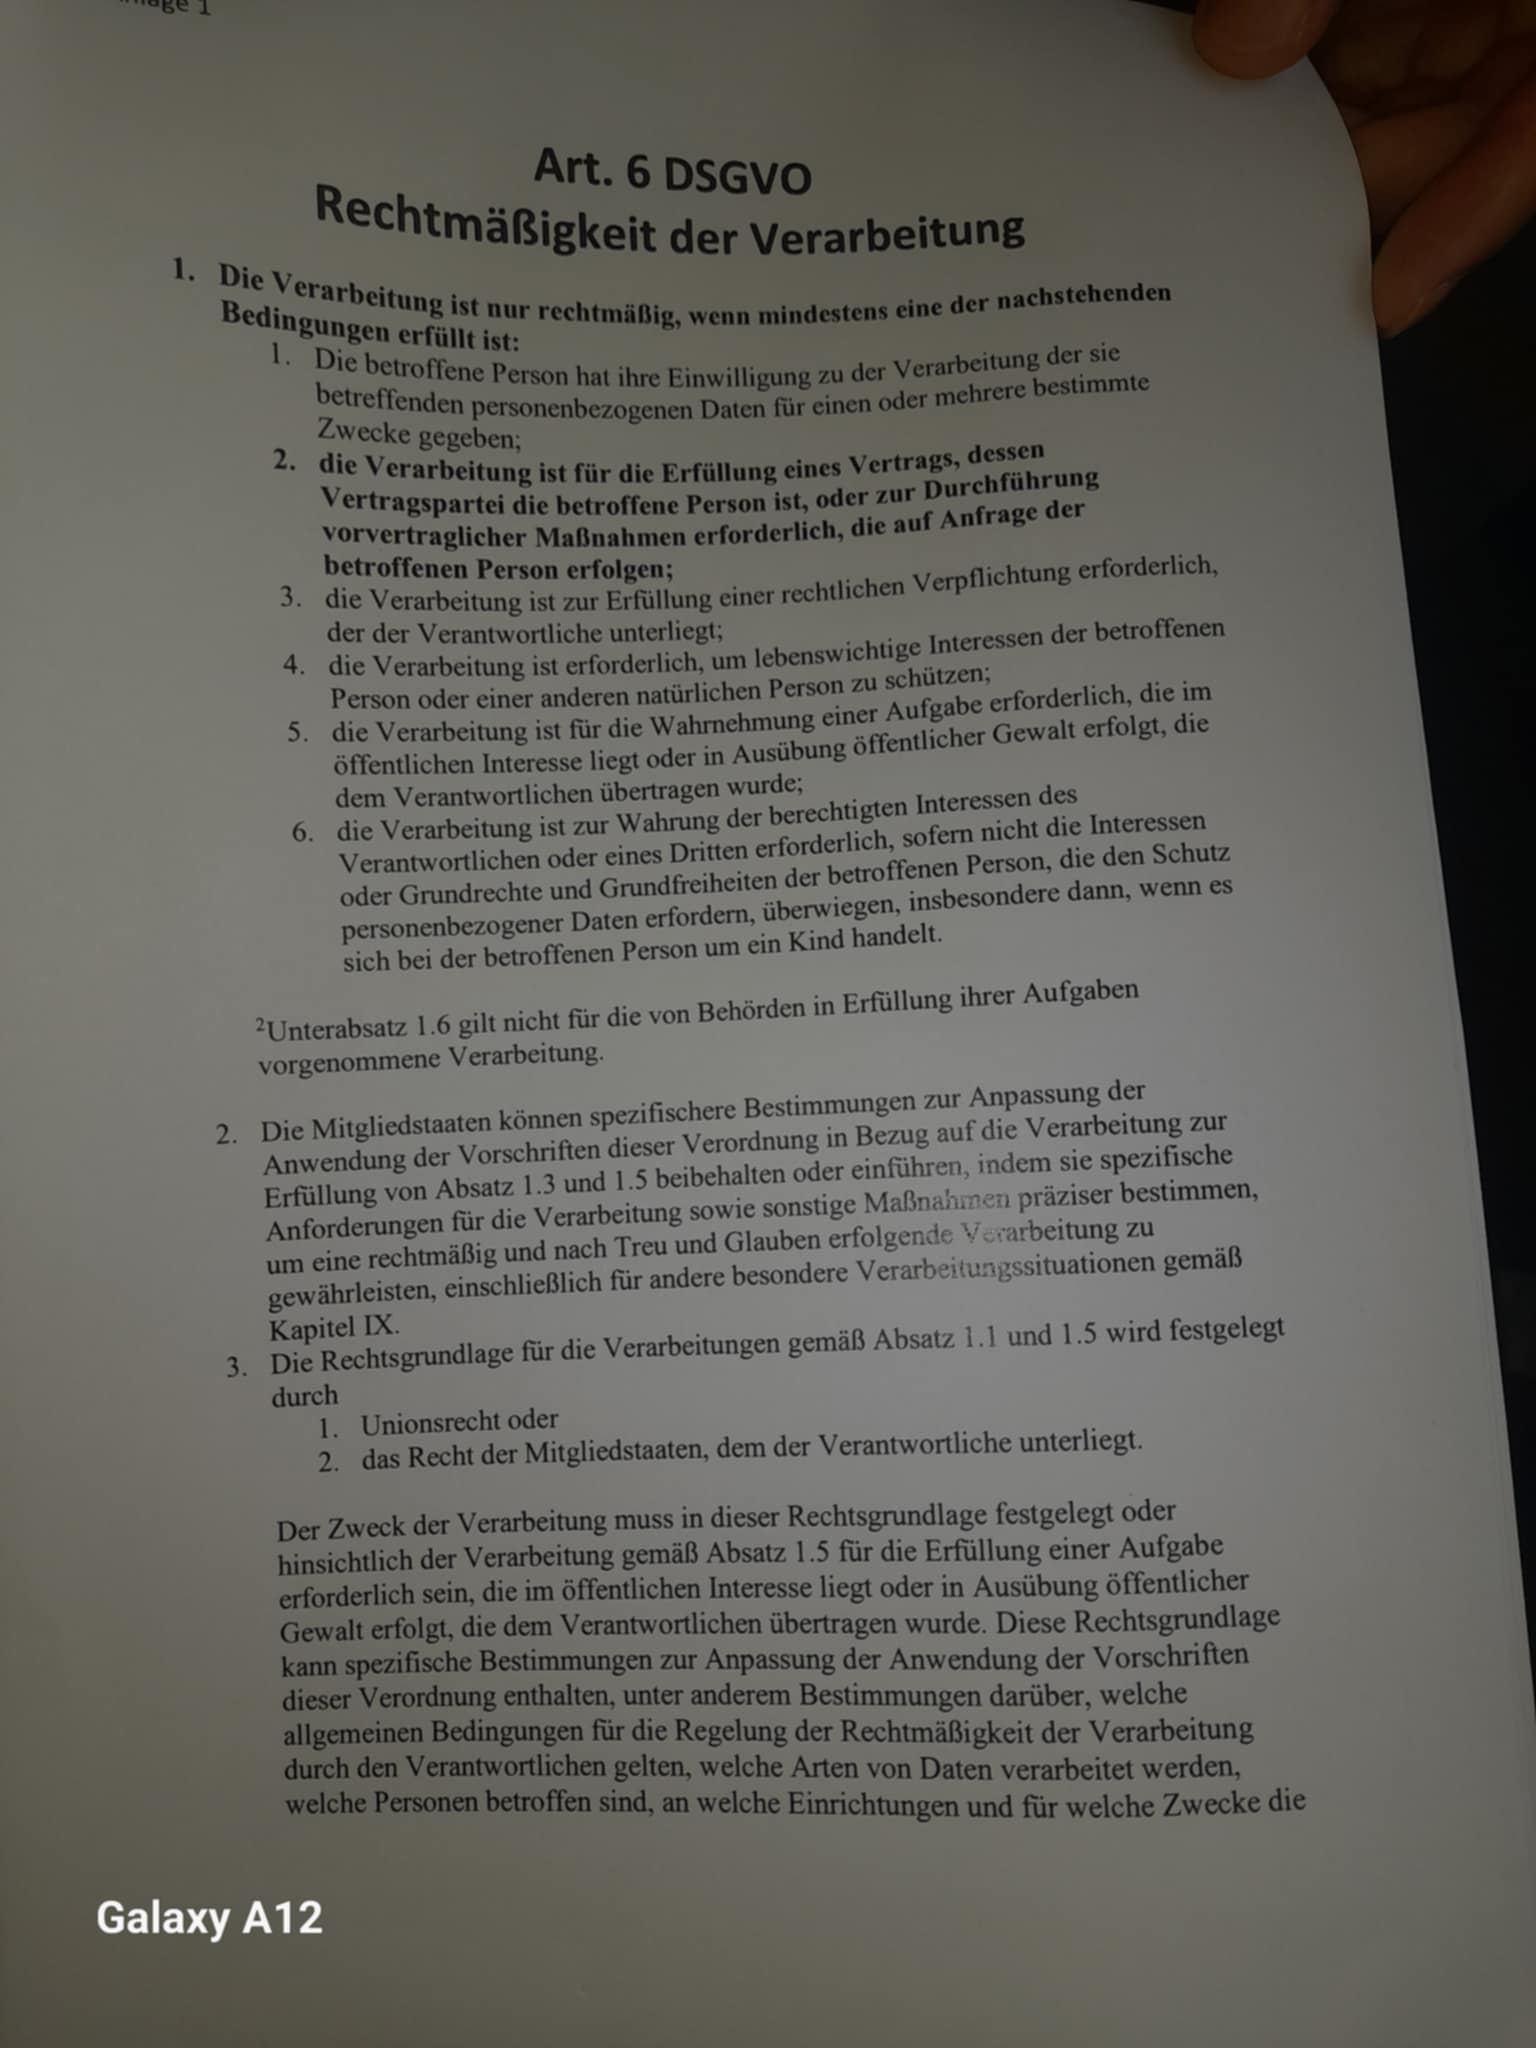 Art. 6 DSGVO
Rechtmäßigkeit der Verarbeitung
1. Die Verarbeitung ist nur rechtmäßig, wenn mindestens eine der nachstehenden
Bedingungen erfüllt ist:
1. Die betroffene Person hat ihre Einwilligung zu der Verarbeitung der sie
betreffenden personenbezogenen Daten für einen oder mehrere bestimmte
Zwecke gegeben;
2. die Verarbeitung ist für die Erfüllung eines Vertrags, dessen
Vertragspartei die betroffene Person ist, oder zur Durchführung
vorvertraglicher Maßnahmen erforderlich, die auf Anfrage der
betroffenen Person erfolgen;
3. die Verarbeitung ist zur Erfüllung einer rechtlichen Verpflichtung erforderlich,
der der Verantwortliche unterliegt;
4. die Verarbeitung ist erforderlich, um lebenswichtige Interessen der betroffenen
Person oder einer anderen natürlichen Person zu schützen;
5. die Verarbeitung ist für die Wahrnehmung einer Aufgabe erforderlich, die im
öffentlichen Interesse liegt oder in Ausübung öffentlicher Gewalt erfolgt, die
dem Verantwortlichen übertragen wurde;
6. die Verarbeitung ist zur Wahrung der berechtigten Interessen des
Verantwortlichen oder eines Dritten erforderlich, sofern nicht die Interessen
oder Grundrechte und Grundfreiheiten der betroffenen Person, die den Schutz
personenbezogener Daten erfordern, überwiegen, insbesondere dann, wenn es
sich bei der betroffenen Person um ein Kind handelt.
²Unterabsatz 1.6 gilt nicht für die von Behörden in Erfüllung ihrer Aufgaben
vorgenommene Verarbeitung.
2. Die Mitgliedstaaten können spezifischere Bestimmungen zur Anpassung der
Anwendung der Vorschriften dieser Verordnung in Bezug auf die Verarbeitung zur
Erfüllung von Absatz 1.3 und 1.5 beibehalten oder einführen, indem sie spezifische
Anforderungen für die Verarbeitung sowie sonstige Maßnahmen präziser bestimmen,
um eine rechtmäßig und nach Treu und Glauben erfolgende Verarbeitung zu
gewährleisten, einschließlich für andere besondere Verarbeitungssituationen gemäß
Kapitel IX.
3. Die Rechtsgrundlage für die Verarbeitungen gemäß Absatz 1.1 und 1.5 wird festgelegt
durch
1. Unionsrecht oder
2. das Recht der Mitgliedstaaten, dem der Verantwortliche unterliegt.
Der Zweck der Verarbeitung muss in dieser Rechtsgrundlage festgelegt oder
hinsichtlich der Verarbeitung gemäß Absatz 1.5 für die Erfüllung einer Aufgabe
erforderlich sein, die im öffentlichen Interesse liegt oder in Ausübung öffentlicher
Gewalt erfolgt, die dem Verantwortlichen übertragen wurde. Diese Rechtsgrundlage
kann spezifische Bestimmungen zur Anpassung der Anwendung der Vorschriften
dieser Verordnung enthalten, unter anderem Bestimmungen darüber, welche
allgemeinen Bedingungen für die Regelung der Rechtmäßigkeit der Verarbeitung
durch den Verantwortlichen gelten, welche Arten von Daten verarbeitet werden,
welche Personen betroffen sind, an welche Einrichtungen und für welche Zwecke die
Galaxy A12